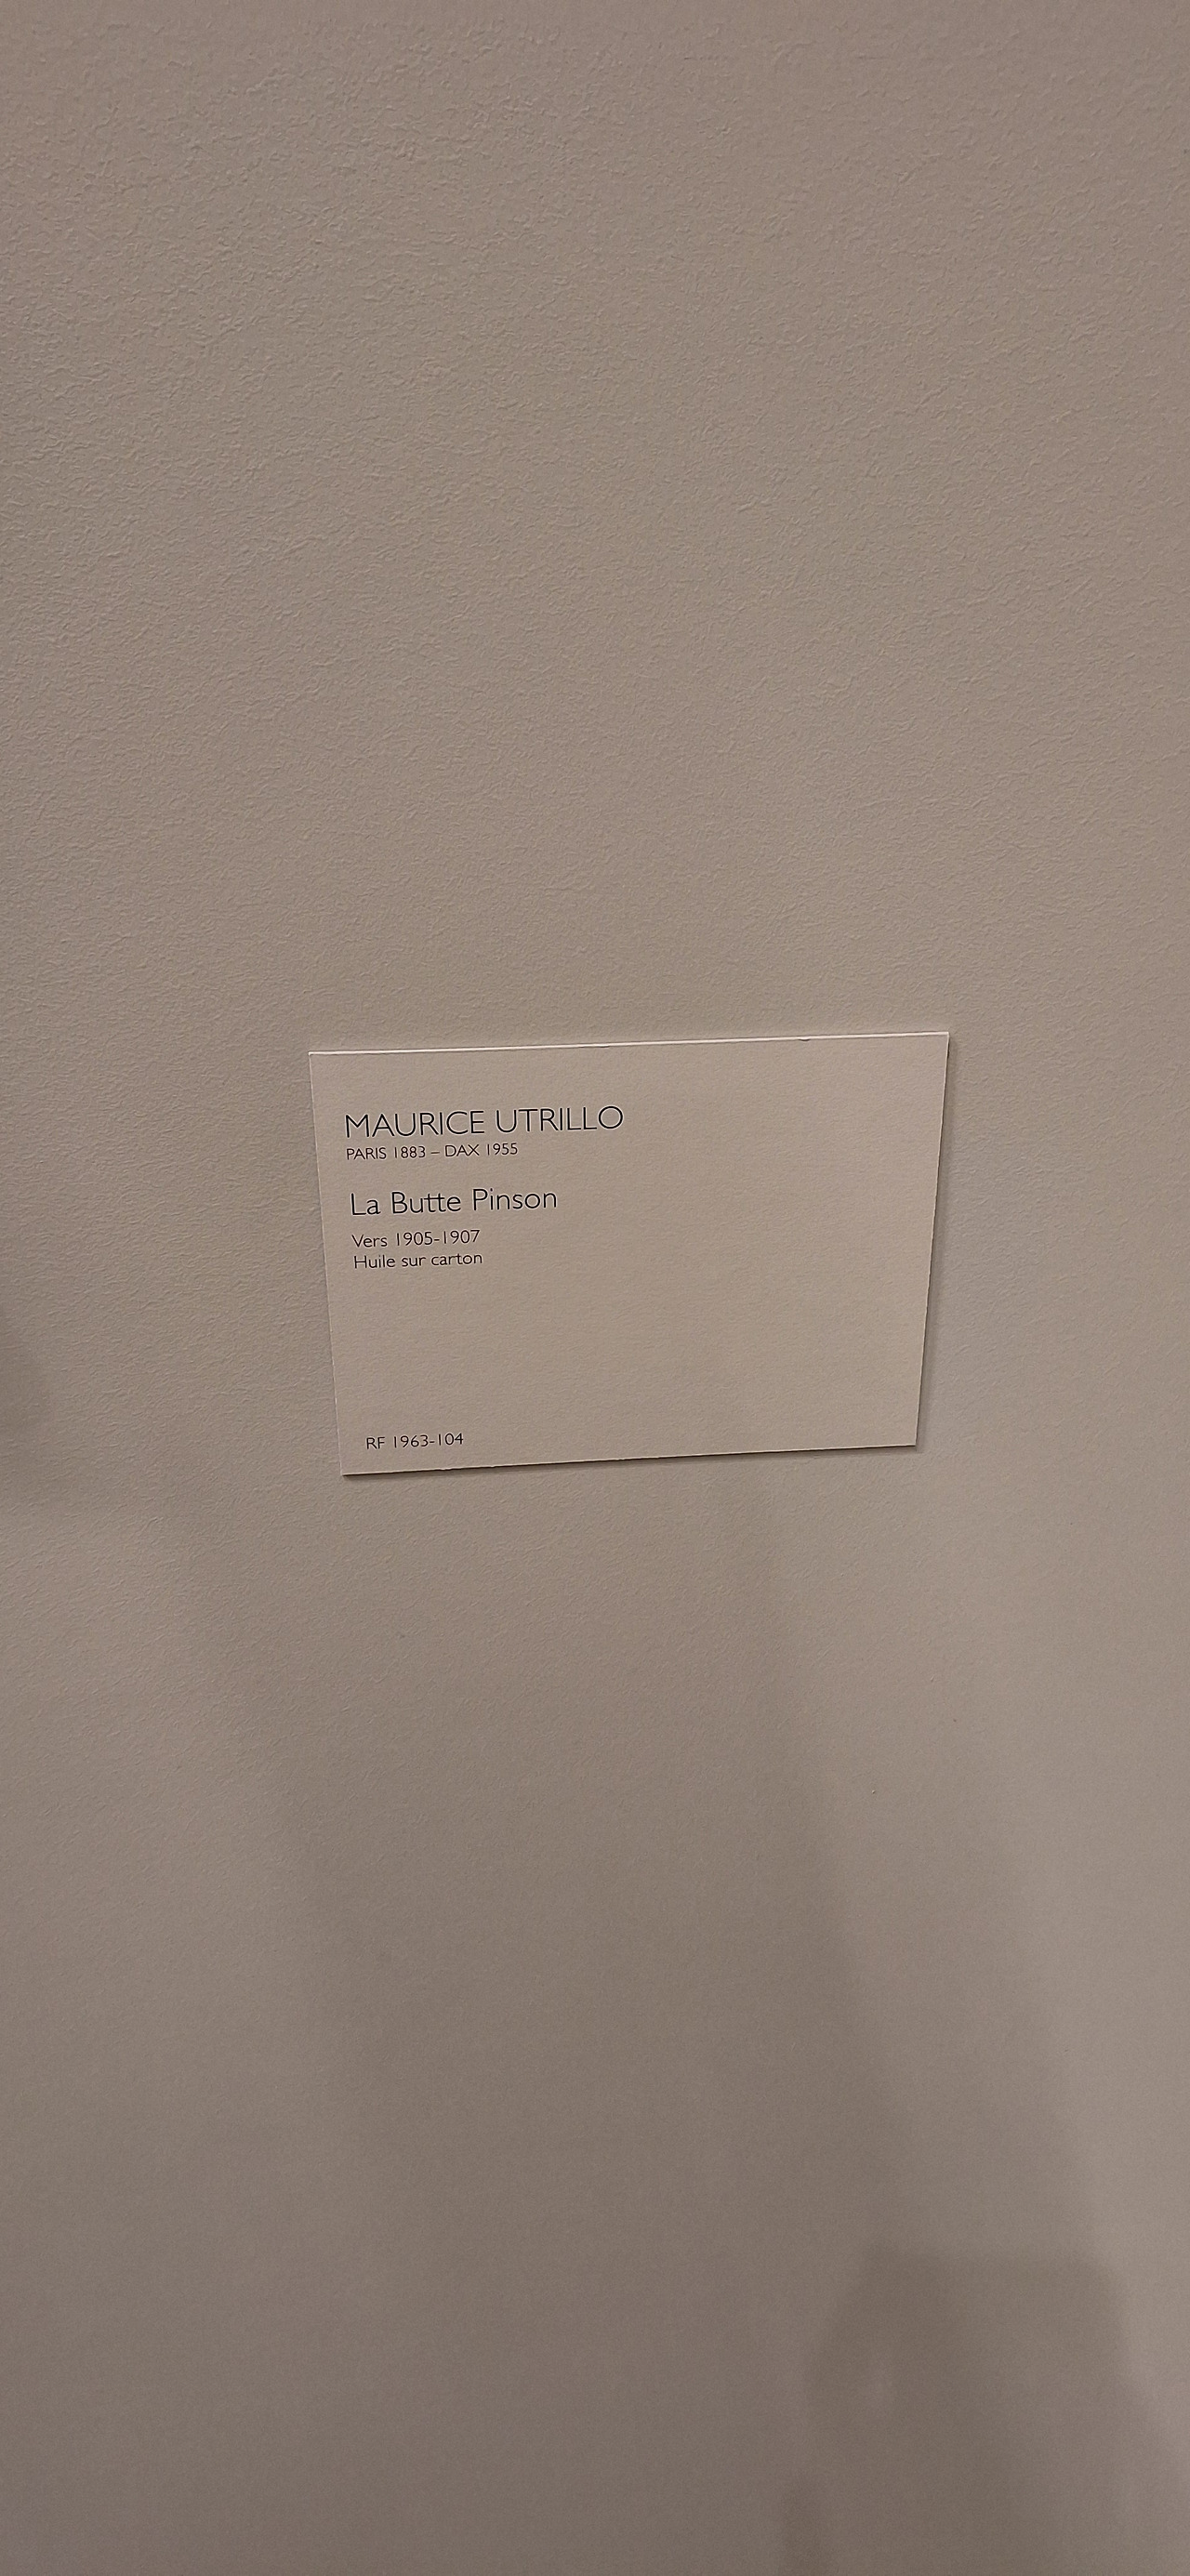 MAURICE UTRILLO
PARIS 1883 – DAX 1955
La Butte Pinson
Vers 1905-1907
Huile sur carton
RF 1963-104